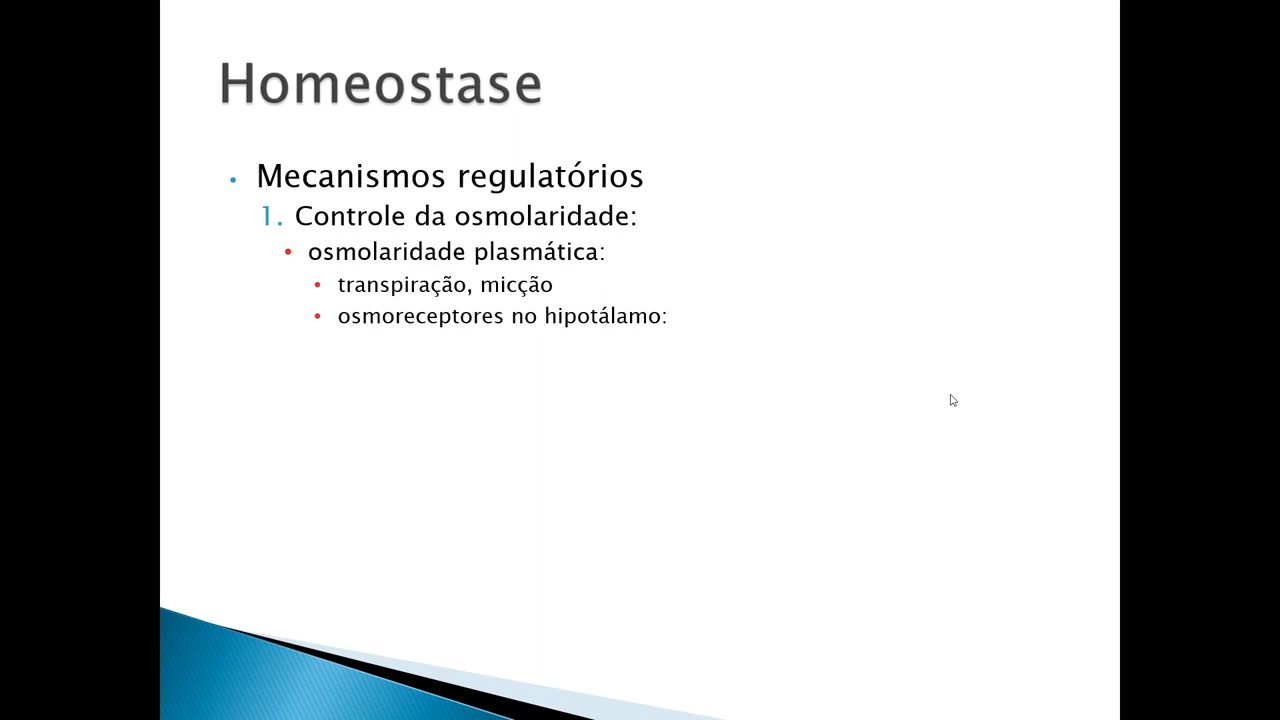 Homeostase
• Mecanismos regulatórios
1. Controle da osmolaridade:
• osmolaridade plasmática:
• transpiração, micção
• osmoreceptores no hipotálamo: